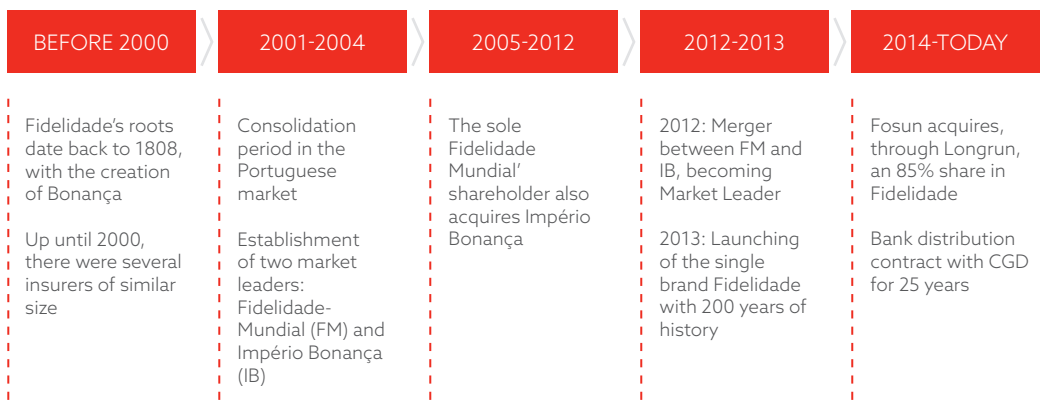 BEFORE 2000
Fidelidade's roots
date back to 1808,
with the creation
of Bonança
Up until 2000,
there were several
insurers of similar
size
2001-2004
Consolidation
period in the
Portuguese
market
Establishment
of two market
leaders:
Fidelidade-
Mundial (FM) and
Império Bonança
(IB)
2005-2012
The sole
Fidelidade
Mundial'
shareholder also
acquires Império
Bonança
2012-2013
2012: Merger
between FM and
IB, becoming
Market Leader
2013: Launching
of the single
brand Fidelidade
with 200 years of
history
2014-TODAY
Fosun acquires,
through Longrun,
an 85% share in
Fidelidade
Bank distribution
contract with CGD
for 25 years